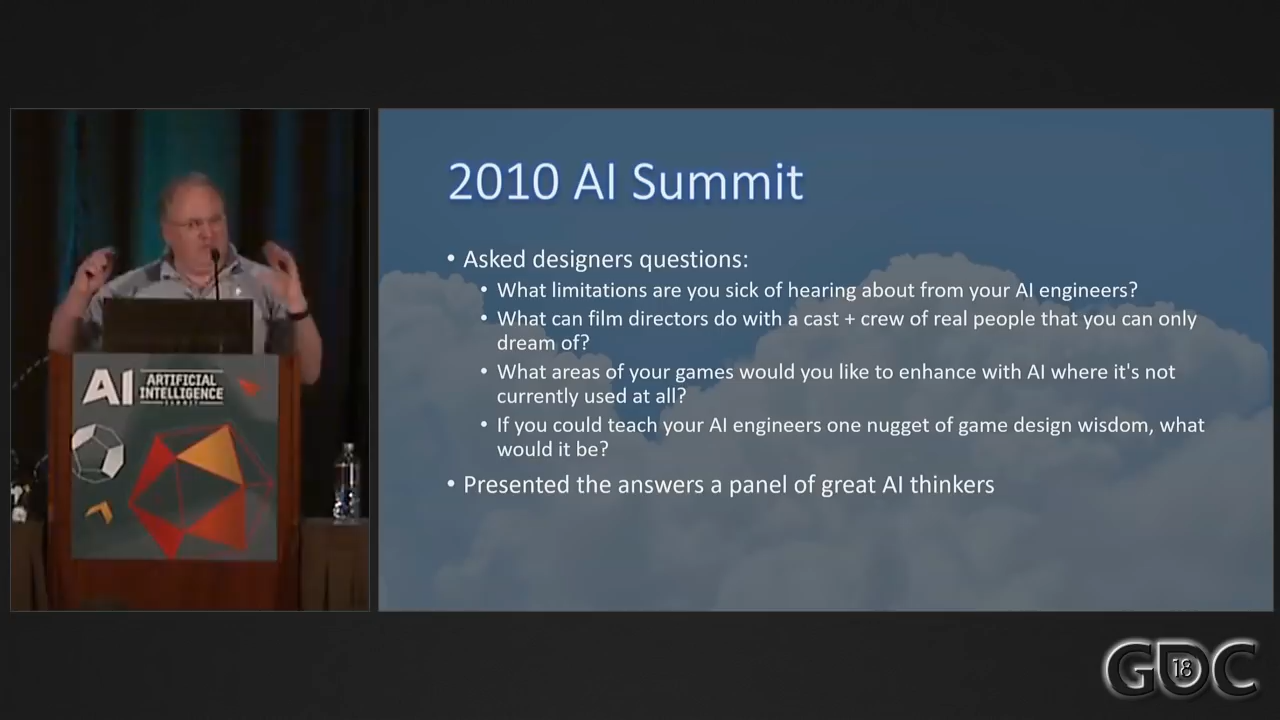 2010 AI Summit
• Asked designers questions:
• What limitations are you sick of hearing about from your AI engineers?
• What can film directors do with a cast + crew of real people that you can only
dream of?
• What areas of your games would you like to enhance with AI where it's not
currently used at all?
• If you could teach your AI engineers one nugget of game design wisdom, what
would it be?
• Presented the answers a panel of great AI thinkers
AI ARTIFICIAL
INTELLIGENCE
SUMMIT
GDC
18